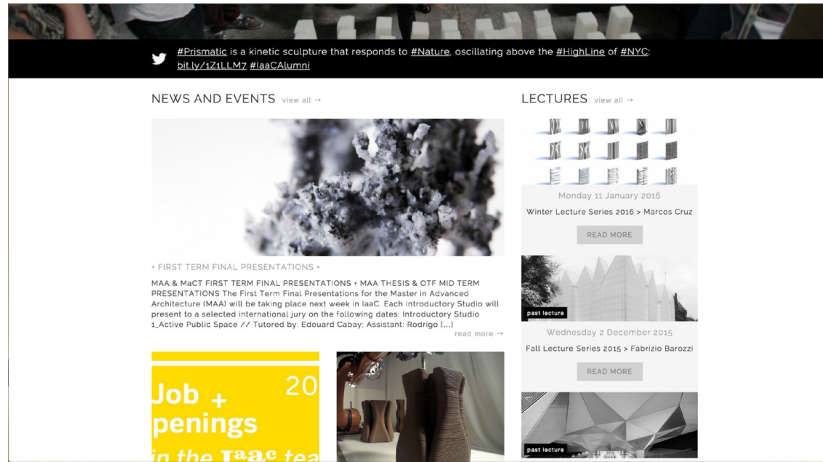 #Prismatic is a kinetic sculpture that responds to #Nature, oscillating above the #HighLine of #NYC:
bit.ly/1Z1LLM7 #IaaCAlumni
NEWS AND EVENTS view all →
+ FIRST TERM FINAL PRESENTATIONS +
MAA & MaCT FIRST TERM FINAL PRESENTATIONS + MAA THESIS & OTF MID TERM
PRESENTATIONS The First Term Final Presentations for the Master in Advanced
Architecture (MAA) will be taking place next week in IaaC. Each Introductory Studio will
present to a selected international jury on the following dates: Introductory Studio
1_Active Public Space // Tutored by: Edouard Cabay; Assistant: Rodrigo [...]
read more →
Job + 20
penings
in the Iaac tea
LECTURES view all →
Monday 11 January 2016
Winter Lecture Series 2016 > Marcos Cruz
READ MORE
past lecture
Wednesday 2 December 2015
Fall Lecture Series 2015 > Fabrizio Barozzi
READ MORE
past lecture